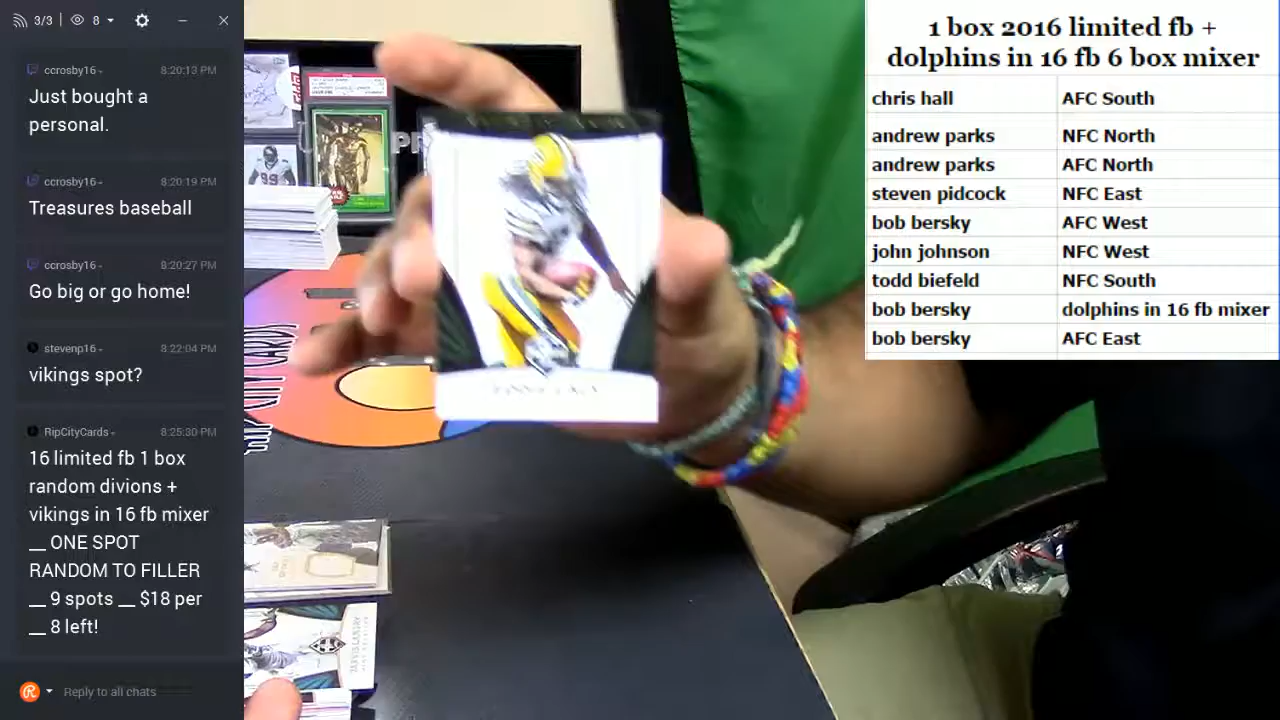 3/3
8
ccrosby16
8:20:13 PM
Just bought a
personal.
ccrosby16
8:20:19 PM
Treasures baseball
ccrosby16
8:20:27 PM
Go big or go home!
stevenp16
8:22:04 PM
vikings spot?
RipCityCards
8:25:30 PM
16 limited fb 1 box
random divions +
vikings in 16 fb mixer
__ ONE SPOT
RANDOM TO FILLER
__ 9 spots __ $18 per
__ 8 left!
Reply to all chats
1 box 2016 limited fb +
dolphins in 16 fb 6 box mixer
chris hall AFC South
andrew parks NFC North
andrew parks AFC North
steven pidcock NFC East
bob bersky AFC West
john johnson NFC West
todd biefeld NFC South
bob bersky dolphins in 16 fb mixer
bob bersky AFC East
RIP CITY CARDS
JARVIS LANDRY